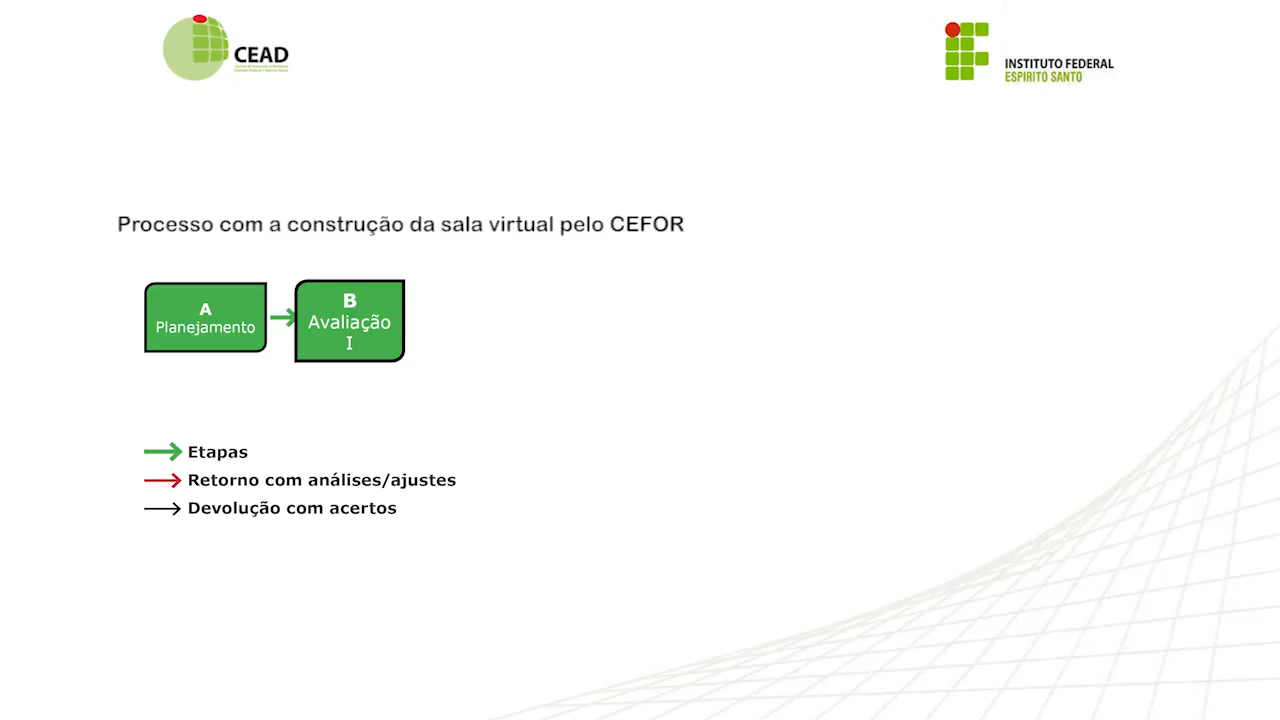 CEAD
INSTITUTO FEDERAL
ESPÍRITO SANTO
Processo com a construção da sala virtual pelo CEFOR
A
Planejamento
B
Avaliação
I
Etapas
Retorno com análises/ajustes
Devolução com acertos